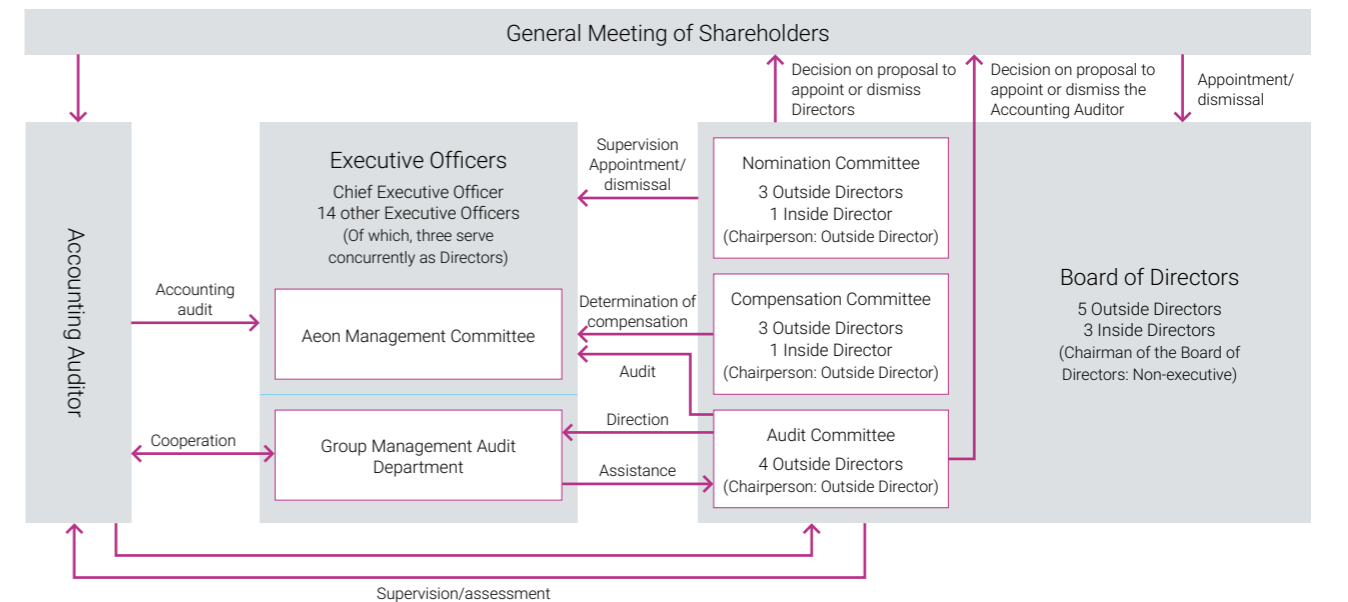 General Meeting of Shareholders
Decision on proposal to
appoint or dismiss
Directors
Decision on proposal to
appoint or dismiss the
Accounting Auditor
Appointment/
dismissal
Accounting Auditor
Accounting
audit
Cooperation
Executive Officers
Chief Executive Officer
14 other Executive Officers
(Of which, three serve
concurrently as Directors)
Aeon Management Committee
Group Management Audit
Department
Supervision
Appointment/
dismissal
Determination of
compensation
Audit
Direction
Assistance
Nomination Committee
3 Outside Directors
1 Inside Director
(Chairperson: Outside Director)
Compensation Committee
3 Outside Directors
1 Inside Director
(Chairperson: Outside Director)
Audit Committee
4 Outside Directors
(Chairperson: Outside Director)
Board of Directors
5 Outside Directors
3 Inside Directors
(Chairman of the Board of
Directors: Non-executive)
Supervision/assessment